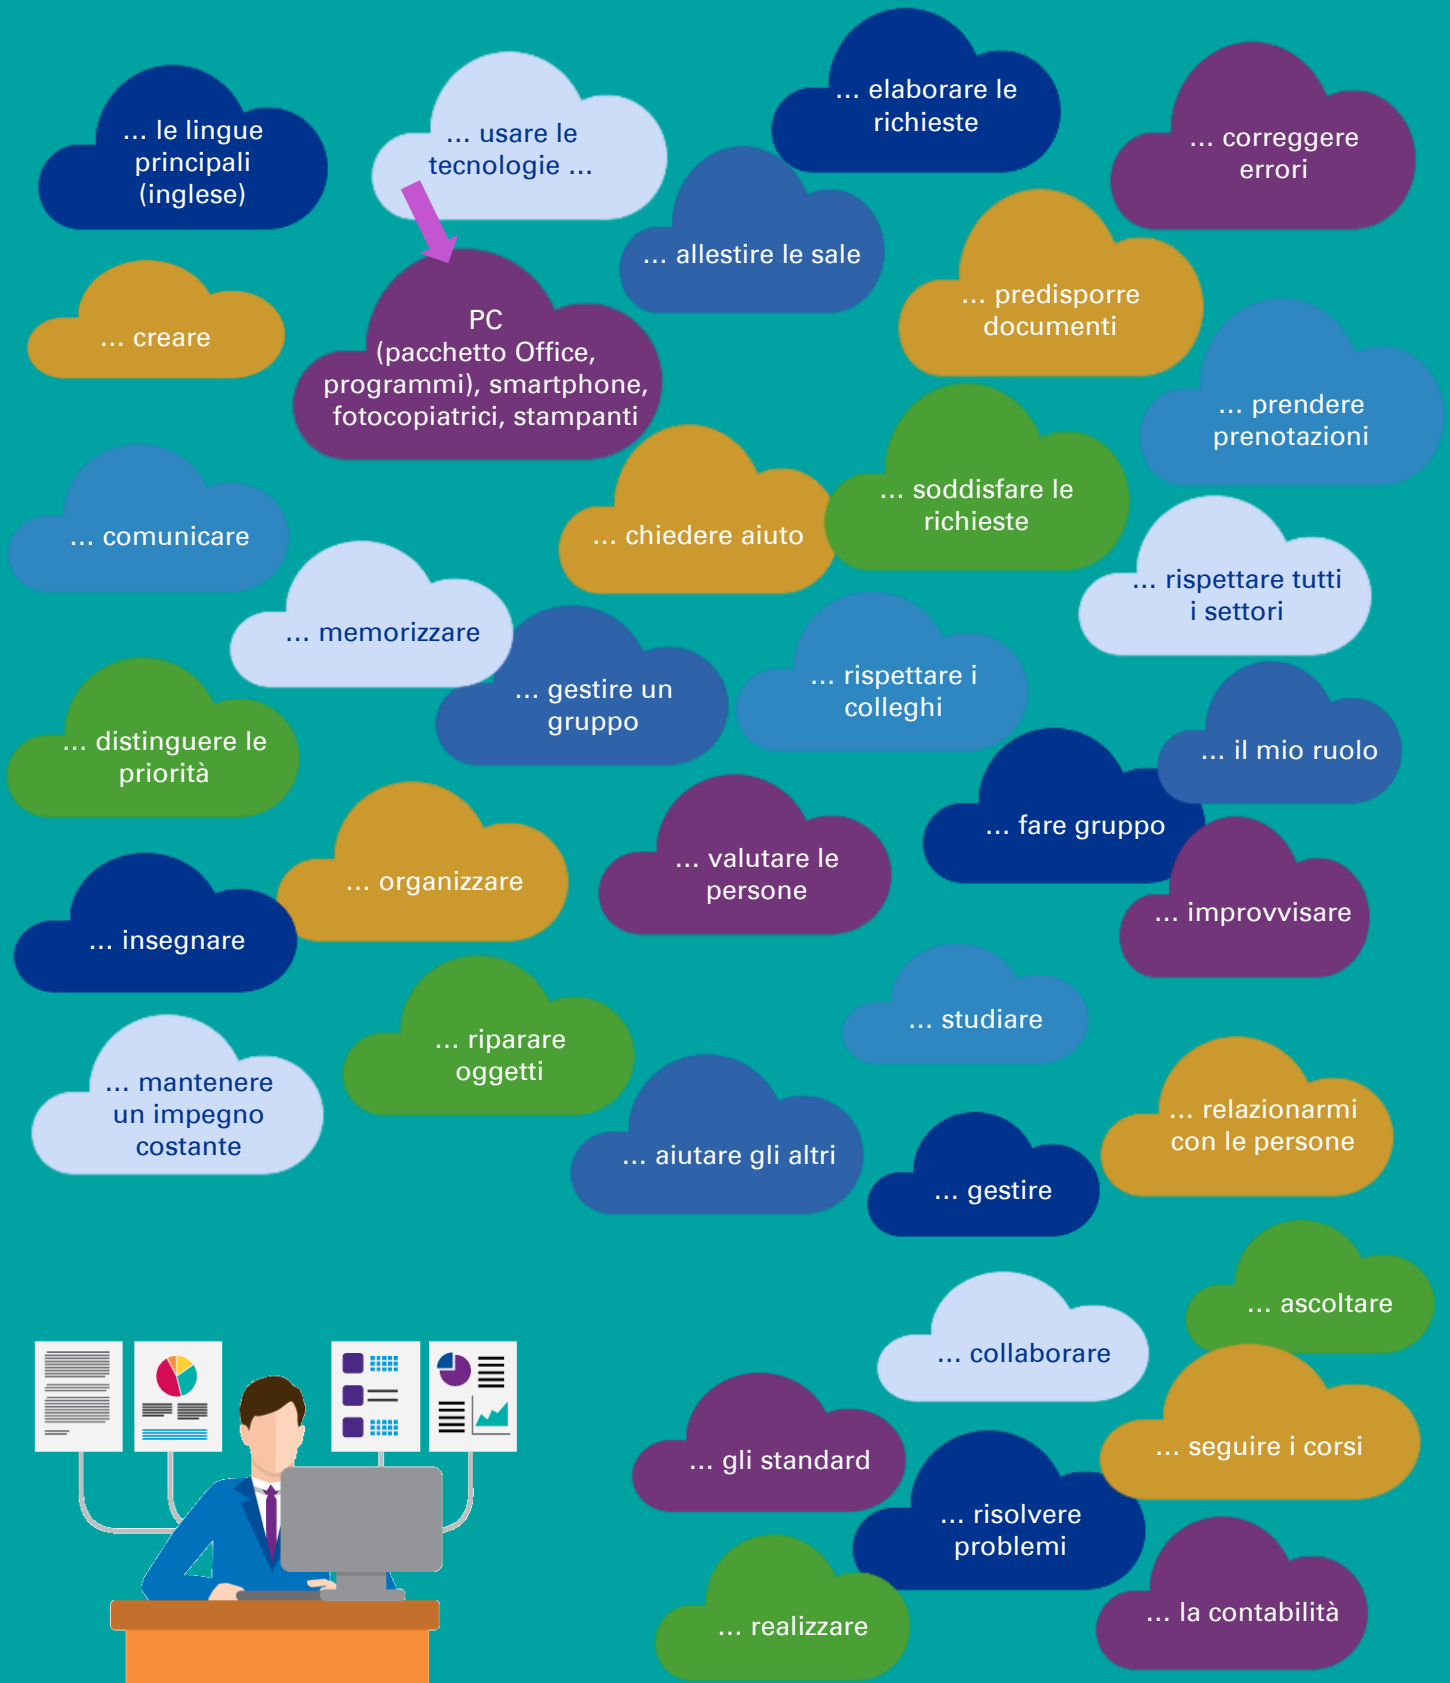 … elaborare le
richieste
… le lingue
principali
(inglese)
… usare le
tecnologie …
… correggere
errori
… allestire le sale
… predisporre
documenti
… creare
PC
(pacchetto Office,
programmi), smartphone,
fotocopiatrici, stampanti
… prendere
prenotazioni
… soddisfare le
richieste
… comunicare
… chiedere aiuto
… rispettare tutti
i settori
… memorizzare
… gestire un
gruppo
… rispettare i
colleghi
… distinguere le
priorità
… il mio ruolo
… fare gruppo
… organizzare
… valutare le
persone
… insegnare
… improvvisare
… studiare
… riparare
oggetti
… mantenere
un impegno
costante
… relazionarmi
con le persone
… aiutare gli altri
… gestire
… ascoltare
… collaborare
… seguire i corsi
… gli standard
… risolvere
problemi
… la contabilità
… realizzare